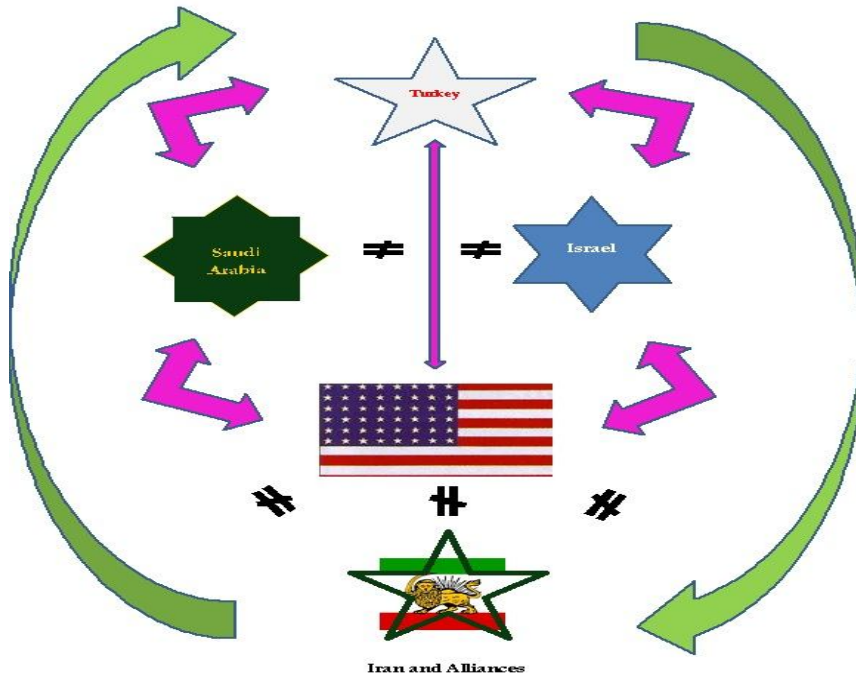 Turkey
Saudi
Arabia
≠
≠
Israel
≠
≠
≠
Iran and Alliances